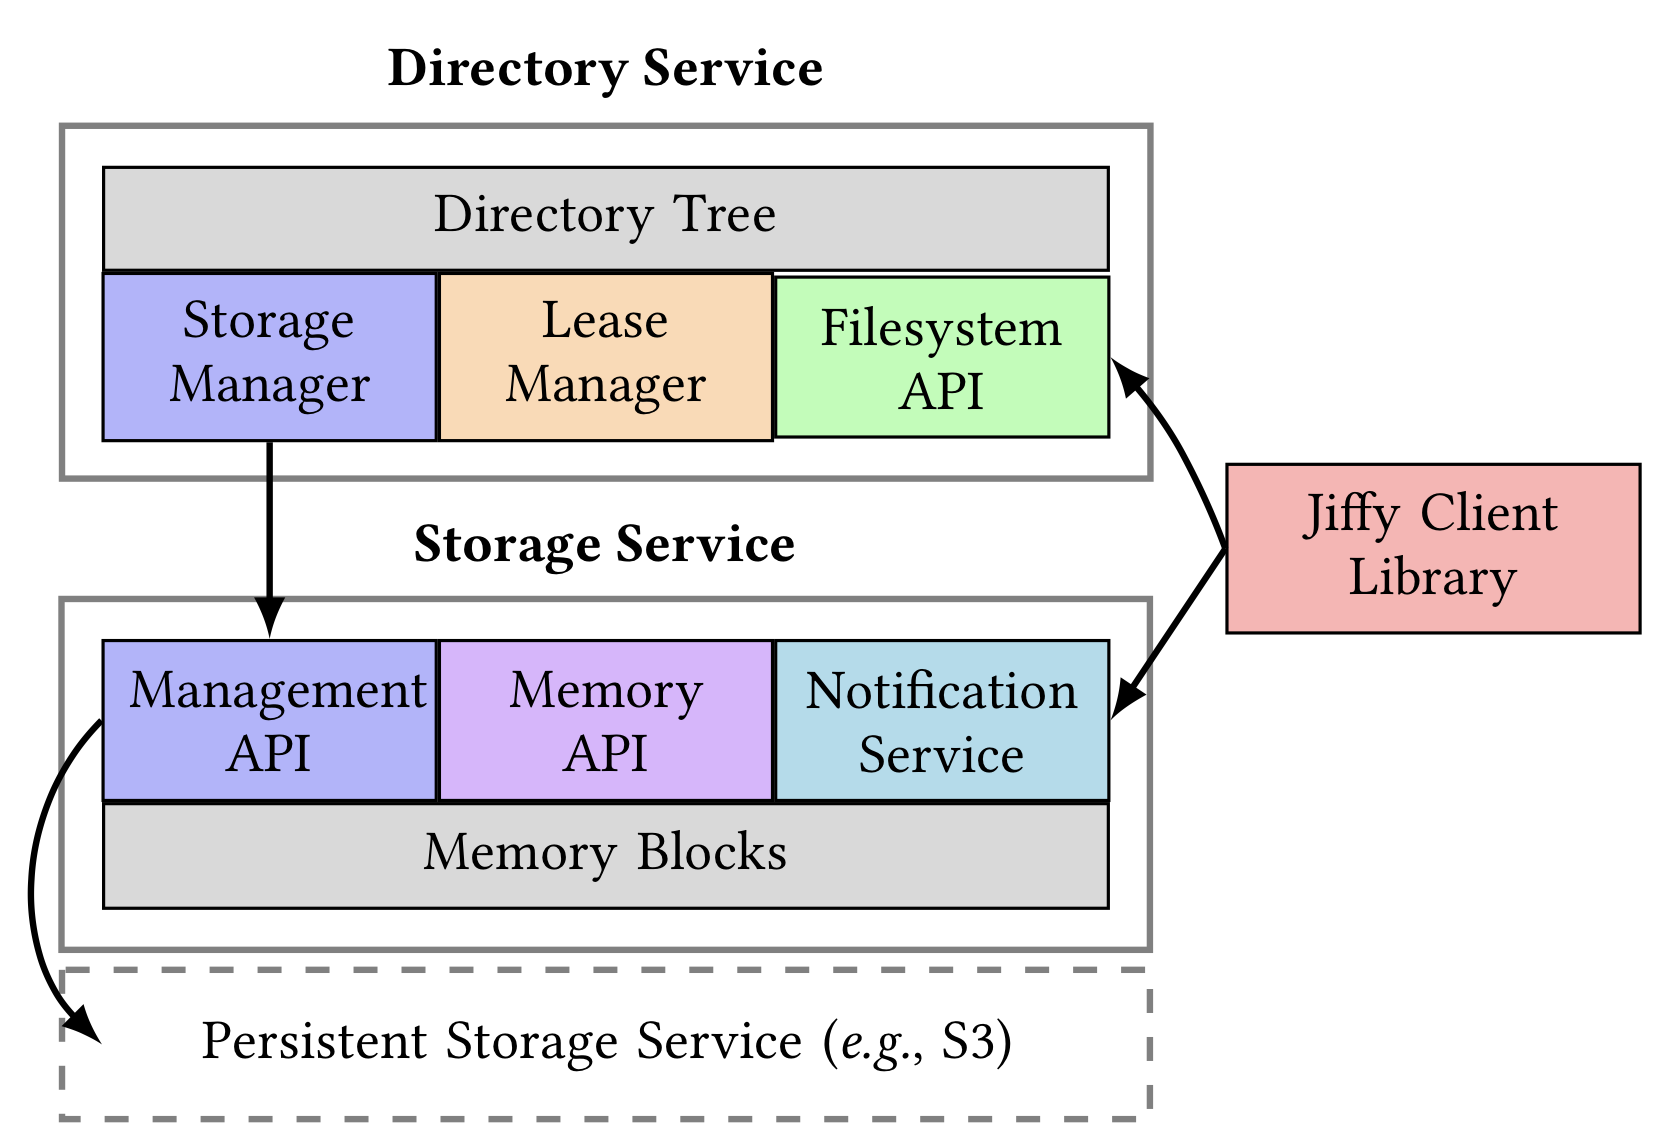 Directory Service
Directory Tree
Storage
Manager
Lease
Manager
Filesystem
API
Jiffy Client
Library
Storage Service
Management
API
Memory
API
Notification
Service
Memory Blocks
Persistent Storage Service (e.g., S3)